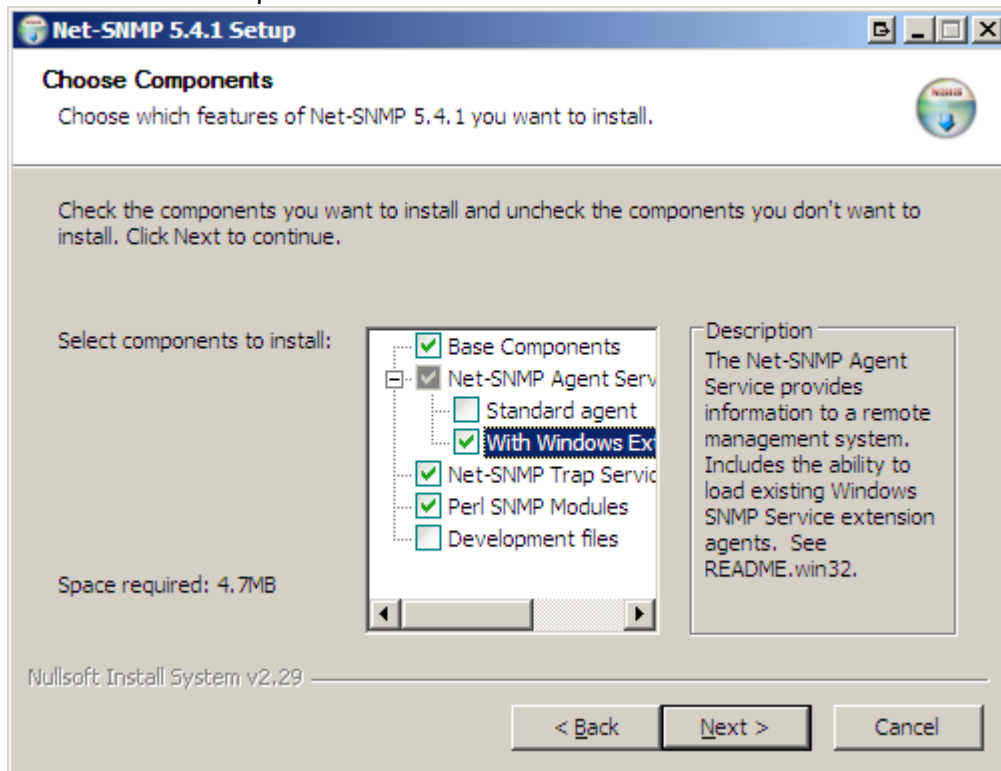 Net-SNMP 5.4.1 Setup
Choose Components
Choose which features of Net-SNMP 5.4.1 you want to install.
Check the components you want to install and uncheck the components you don't want to
install. Click Next to continue.
Select components to install:
Base Components
Net-SNMP Agent Serv
Standard agent
With Windows Ext
Net-SNMP Trap Servic
Perl SNMP Modules
Development files
Space required: 4.7MB
Description
The Net-SNMP Agent
Service provides
information to a remote
management system.
Includes the ability to
load existing Windows
SNMP Service extension
agents. See
README.win32.
Nullsoft Install System v2.29
< Back
Next >
Cancel